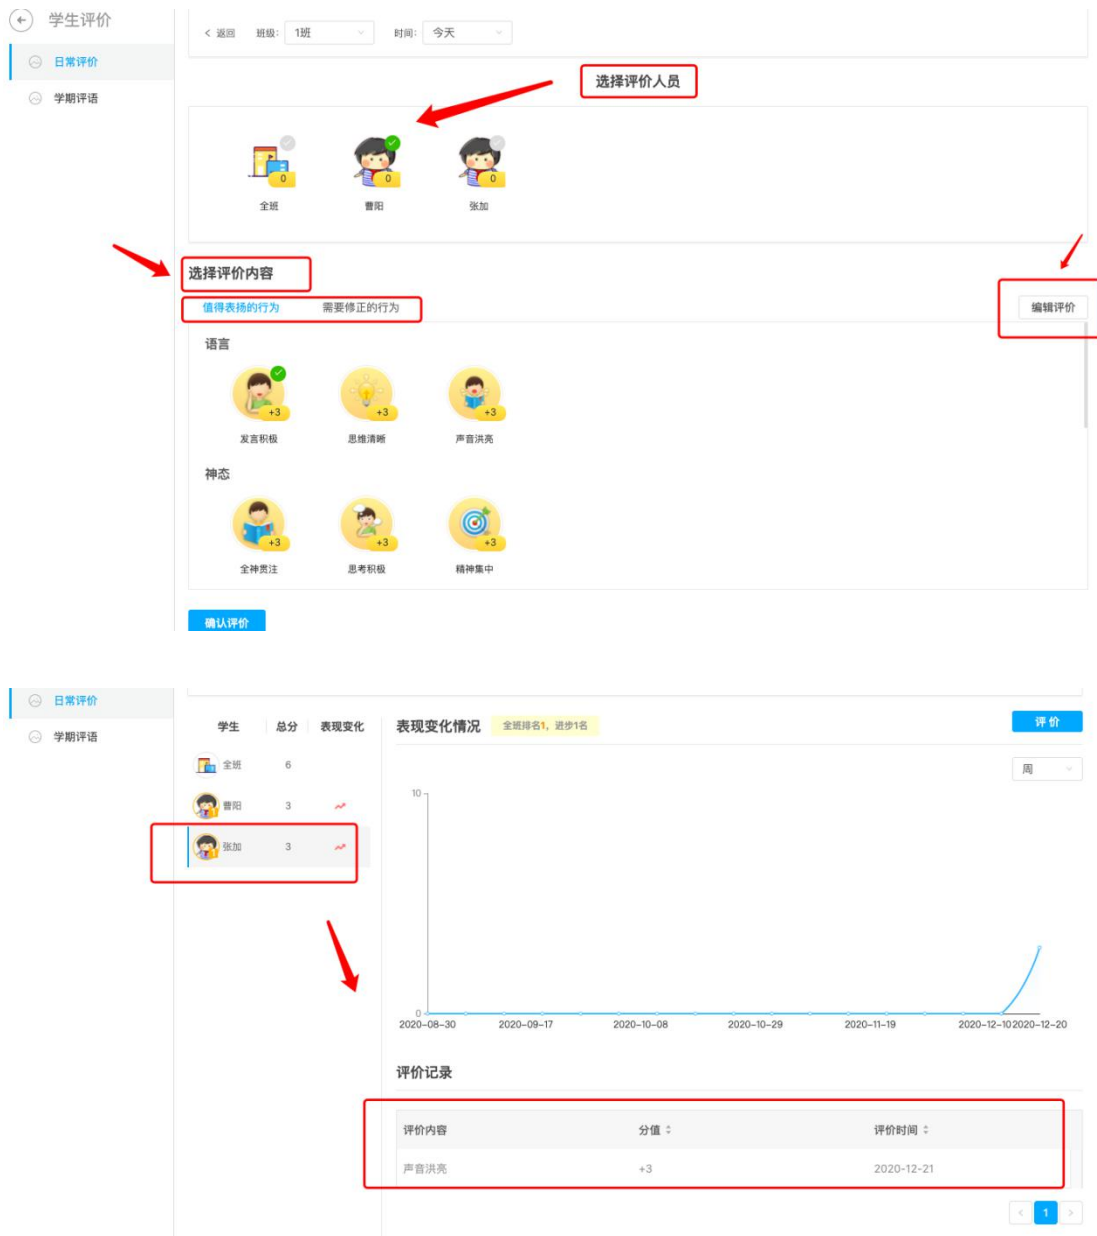 学生评价
日常评价
学期评语
< 返回 班级: 1班 时间: 今天
选择评价人员
0 0 0
全班 曹阳 张加
选择评价内容
值得表扬的行为 需要修正的行为 编辑评价
语言
+3 +3 +3
发言积极 思维清晰 声音洪亮
神态
+3 +3 +3
全神贯注 思考积极 精神集中
确认评价
日常评价
学期评语
学生 总分 表现变化
全班 6
曹阳 3
张加 3
表现变化情况 全班排名1, 进步1名 评 价
周
10
0
2020-08-30 2020-09-17 2020-10-08 2020-10-29 2020-11-19 2020-12-10 2020-12-20
评价记录
评价内容 分值 评价时间
声音洪亮 +3 2020-12-21
< 1 >